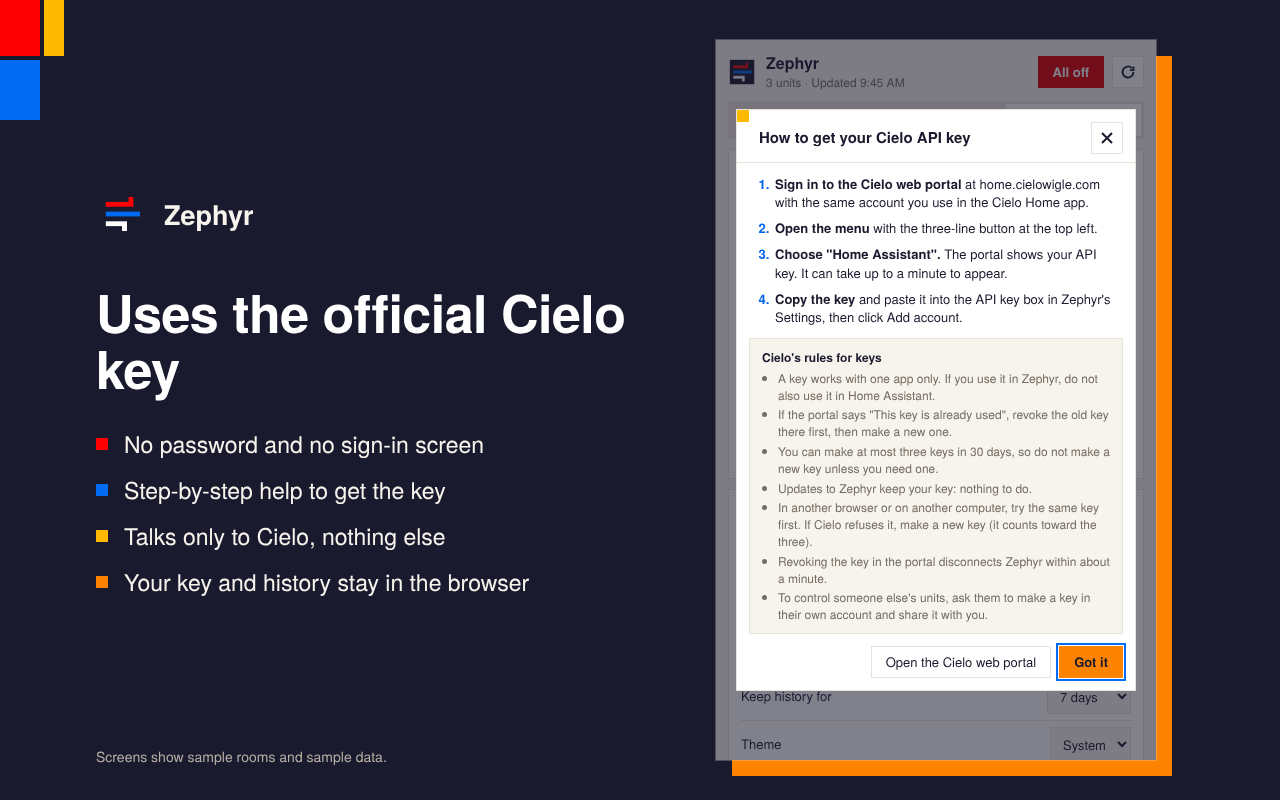 Zephyr
Uses the official Cielo
key
No password and no sign-in screen
Step-by-step help to get the key
Talks only to Cielo, nothing else
Your key and history stay in the browser
Screens show sample rooms and sample data.
Zephyr
3 units · Updated 9:45 AM
All off
How to get your Cielo API key
1. Sign in to the Cielo web portal at home.cielowigle.com
with the same account you use in the Cielo Home app.
2. Open the menu with the three-line button at the top left.
3. Choose "Home Assistant". The portal shows your API
key. It can take up to a minute to appear.
4. Copy the key and paste it into the API key box in Zephyr's
Settings, then click Add account.
Cielo's rules for keys
A key works with one app only. If you use it in Zephyr, do not
also use it in Home Assistant.
If the portal says "This key is already used", revoke the old key
there first, then make a new one.
You can make at most three keys in 30 days, so do not make a
new key unless you need one.
Updates to Zephyr keep your key: nothing to do.
In another browser or on another computer, try the same key
first. If Cielo refuses it, make a new key (it counts toward the
three).
Revoking the key in the portal disconnects Zephyr within about
a minute.
To control someone else's units, ask them to make a key in
their own account and share it with you.
Open the Cielo web portal
Got it
Keep history for
7 days
Theme
System